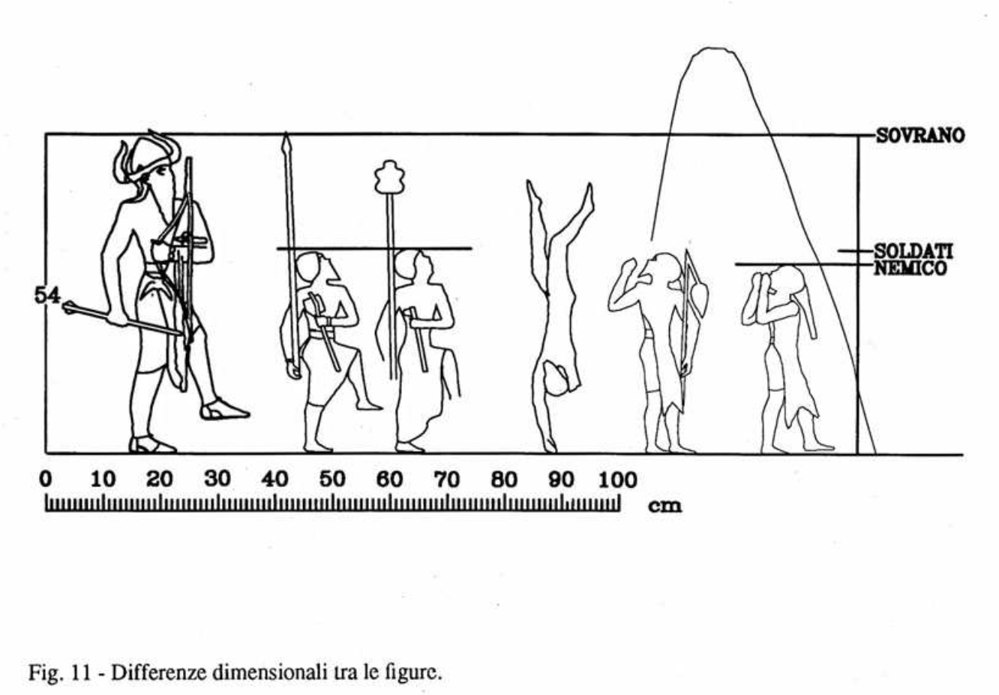 SOVRANO
SOLDATI
NEMICO
54
0 10 20 30 40 50 60 70 80 90 100
cm
Fig. 11 - Differenze dimensionali tra le figure.